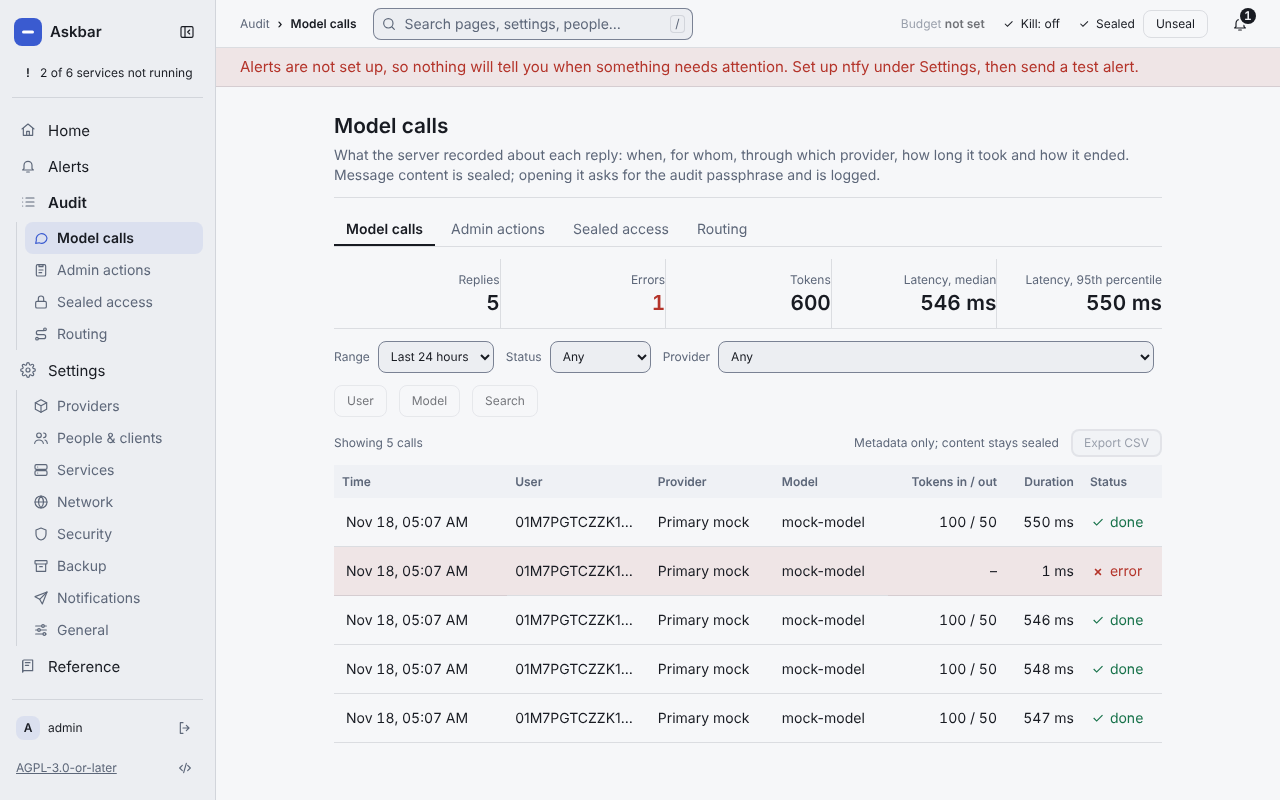 Askbar
! 2 of 6 services not running
Home
Alerts
Audit
Model calls
Admin actions
Sealed access
Routing
Settings
Providers
People & clients
Services
Network
Security
Backup
Notifications
General
Reference
A admin
AGPL-3.0-or-later
Audit › Model calls
Search pages, settings, people... /
Budget not set
Kill: off
Sealed
Unseal
1
Alerts are not set up, so nothing will tell you when something needs attention. Set up ntfy under Settings, then send a test alert.
Model calls
What the server recorded about each reply: when, for whom, through which provider, how long it took and how it ended.
Message content is sealed; opening it asks for the audit passphrase and is logged.
Model calls Admin actions Sealed access Routing
Replies Errors Tokens Latency, median Latency, 95th percentile
5 1 600 546 ms 550 ms
Range Last 24 hours Status Any Provider Any
User Model Search
Showing 5 calls Metadata only; content stays sealed Export CSV
Time User Provider Model Tokens in / out Duration Status
Nov 18, 05:07 AM 01M7PGTCZZK1... Primary mock mock-model 100 / 50 550 ms ✓ done
Nov 18, 05:07 AM 01M7PGTCZZK1... Primary mock mock-model – 1 ms × error
Nov 18, 05:07 AM 01M7PGTCZZK1... Primary mock mock-model 100 / 50 546 ms ✓ done
Nov 18, 05:07 AM 01M7PGTCZZK1... Primary mock mock-model 100 / 50 548 ms ✓ done
Nov 18, 05:07 AM 01M7PGTCZZK1... Primary mock mock-model 100 / 50 547 ms ✓ done